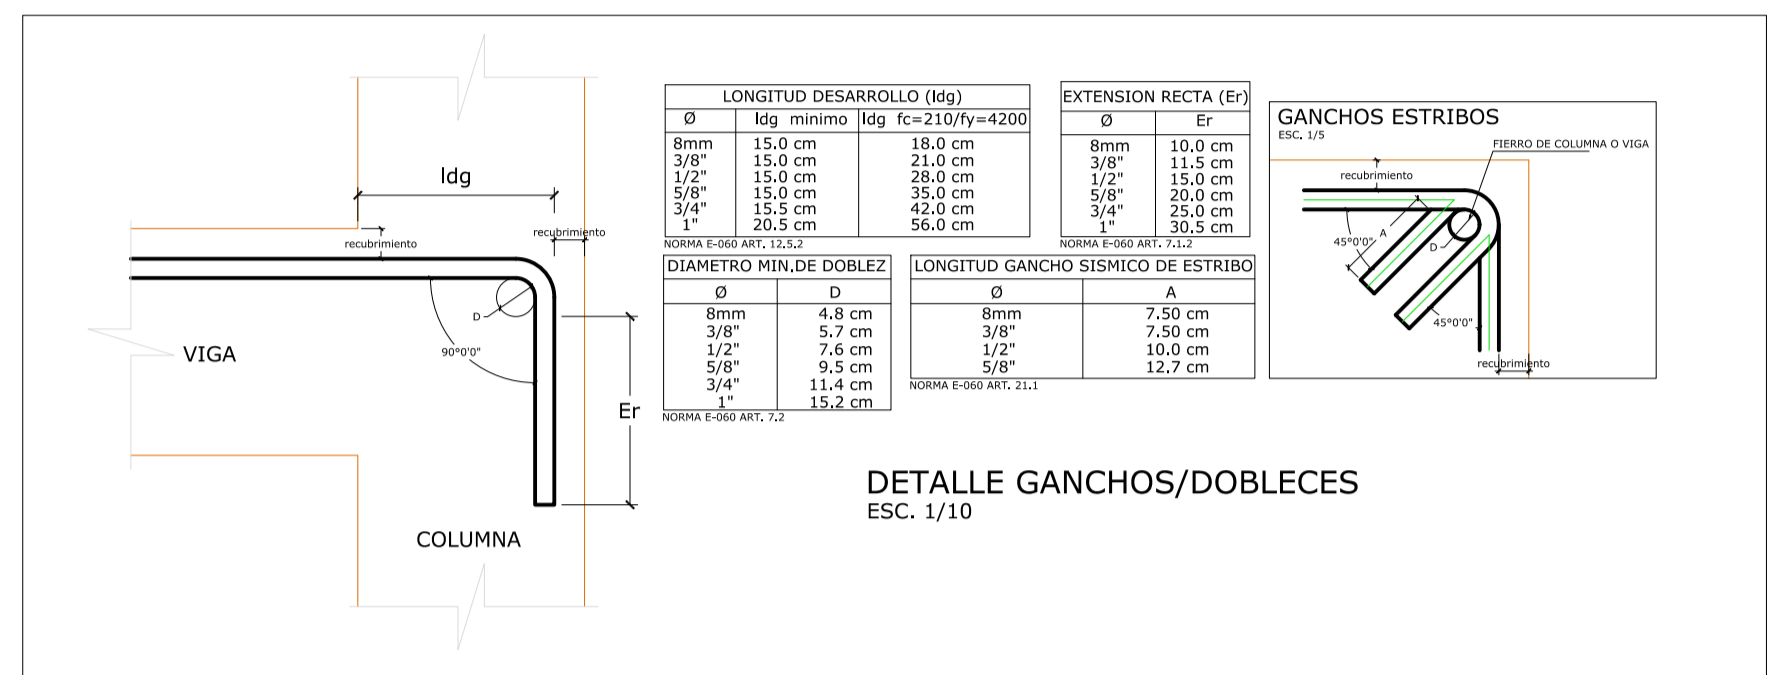 ldg
recubrimiento
recubrimiento
D
90°0'0"
VIGA
Er
COLUMNA
LONGITUD DESARROLLO (ldg)
Ø ldg minimo ldg fc=210/fy=4200
8mm 15.0 cm 18.0 cm
3/8" 15.0 cm 21.0 cm
1/2" 15.0 cm 28.0 cm
5/8" 15.0 cm 35.0 cm
3/4" 15.5 cm 42.0 cm
1" 20.5 cm 56.0 cm
NORMA E-060 ART. 12.5.2
EXTENSION RECTA (Er)
Ø Er
8mm 10.0 cm
3/8" 11.5 cm
1/2" 15.0 cm
5/8" 20.0 cm
3/4" 25.0 cm
1" 30.5 cm
NORMA E-060 ART. 7.1.2
DIAMETRO MIN.DE DOBLEZ
Ø D
8mm 4.8 cm
3/8" 5.7 cm
1/2" 7.6 cm
5/8" 9.5 cm
3/4" 11.4 cm
1" 15.2 cm
NORMA E-060 ART. 7.2
LONGITUD GANCHO SISMICO DE ESTRIBO
Ø A
8mm 7.50 cm
3/8" 7.50 cm
1/2" 10.0 cm
5/8" 12.7 cm
NORMA E-060 ART. 21.1
GANCHOS ESTRIBOS
ESC. 1/5
FIERRO DE COLUMNA O VIGA
recubrimiento
45°0'0"
A
D
45°0'0"
recubrimiento
DETALLE GANCHOS/DOBLECES
ESC. 1/10